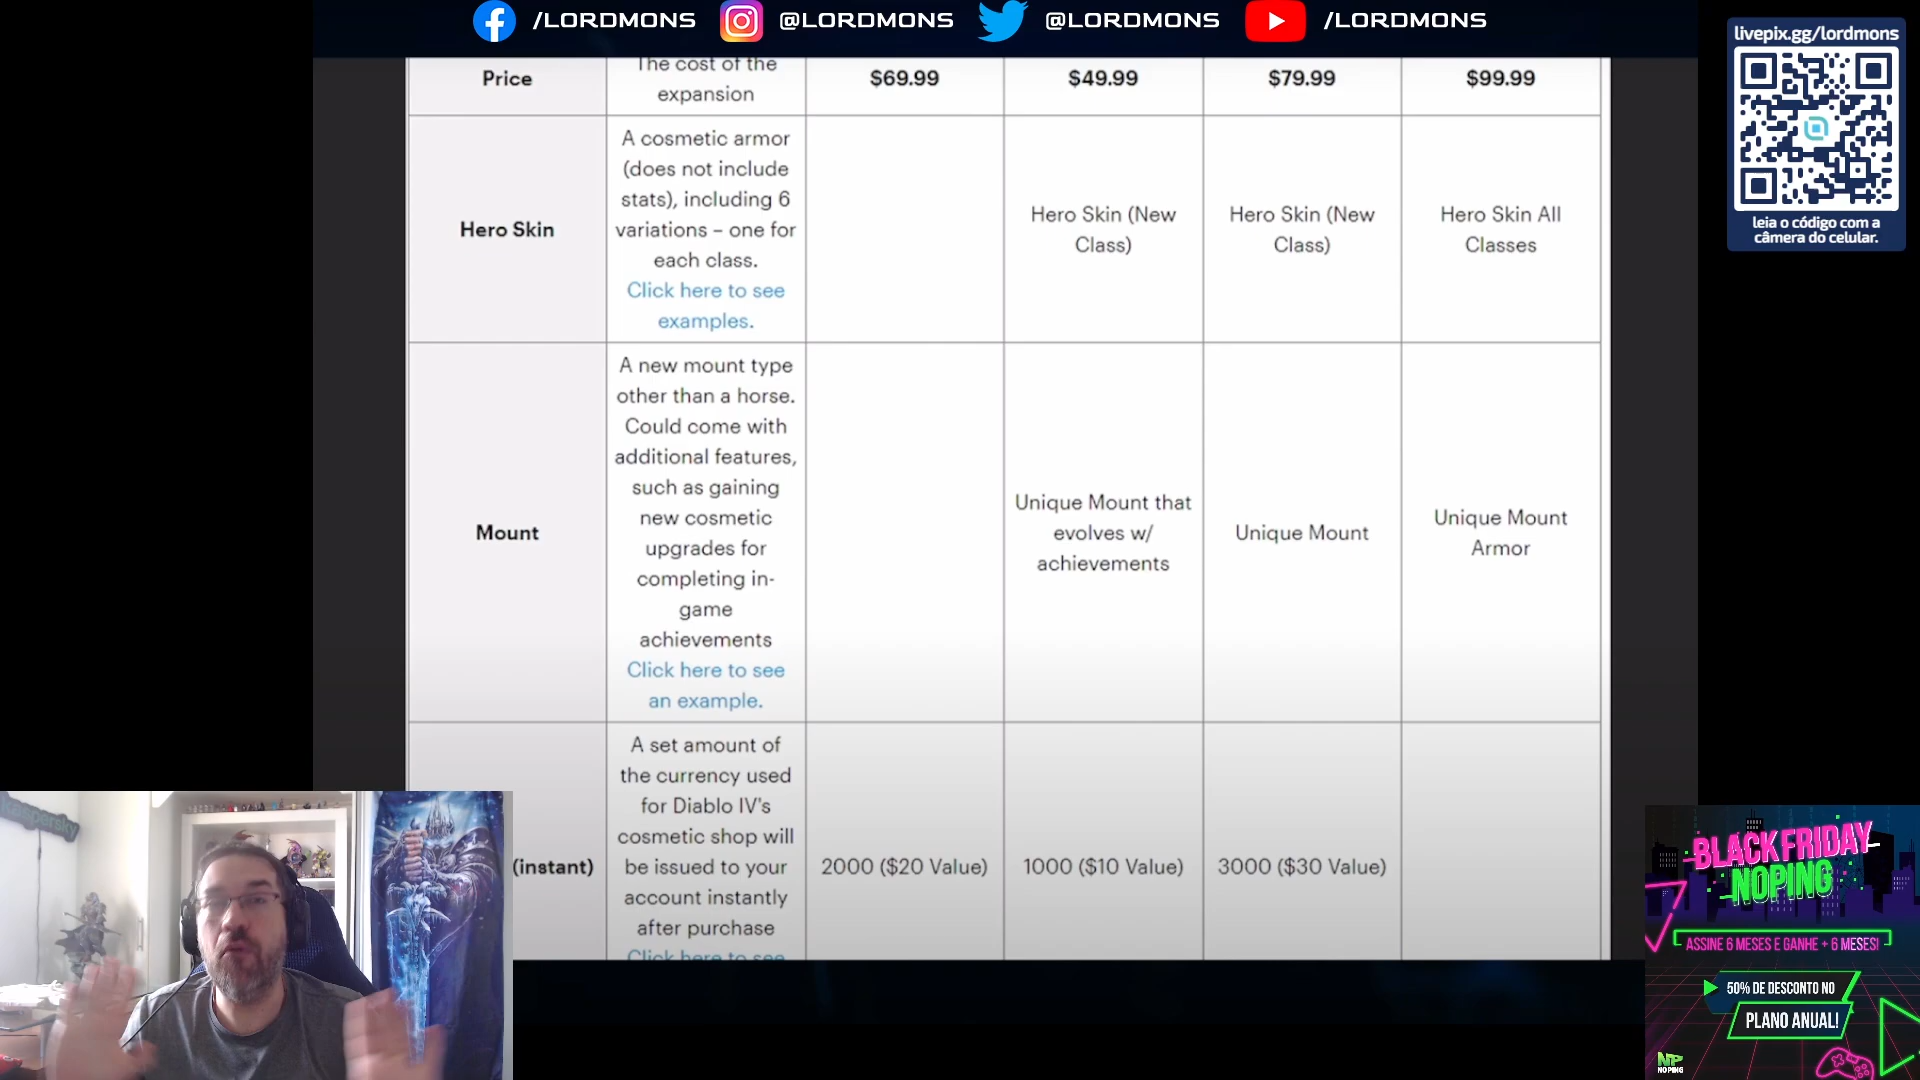 /LORDMONS
@LORDMONS
@LORDMONS
/LORDMONS
livepix.gg/lordmons
leia o código com a
câmera do celular.
Price
The cost of the
expansion
$69.99
$49.99
$79.99
$99.99
Hero Skin
A cosmetic armor
(does not include
stats), including 6
variations – one for
each class.
Click here to see
examples.
Hero Skin (New
Class)
Hero Skin (New
Class)
Hero Skin All
Classes
Mount
A new mount type
other than a horse.
Could come with
additional features,
such as gaining
new cosmetic
upgrades for
completing in-
game
achievements
Click here to see
an example.
Unique Mount that
evolves w/
achievements
Unique Mount
Unique Mount
Armor
(instant)
A set amount of
the currency used
for Diablo IV's
cosmetic shop will
be issued to your
account instantly
after purchase
Click here to see
2000 ($20 Value)
1000 ($10 Value)
3000 ($30 Value)
kaspersky
BLACK FRIDAY
NOPING
ASSINE 6 MESES E GANHE + 6 MESES!
50% DE DESCONTO NO
PLANO ANUAL!
NP
NOPING